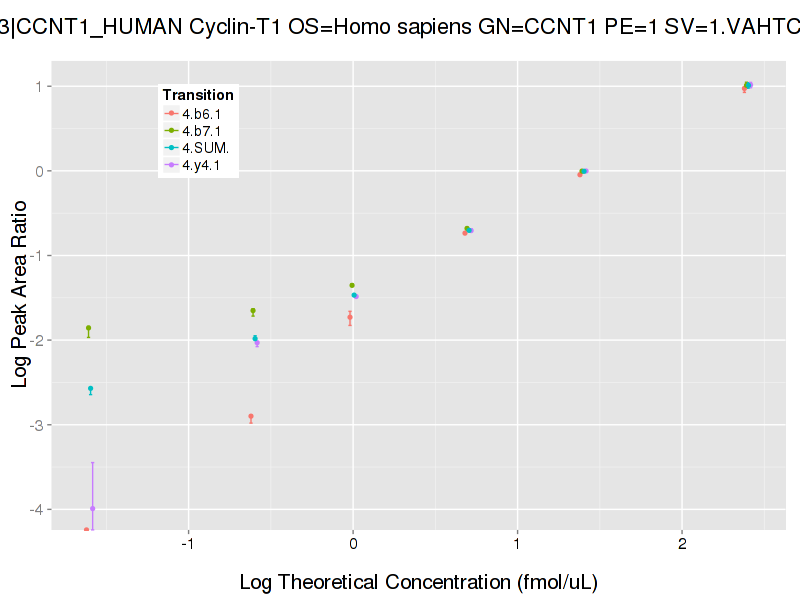 3|CCNT1_HUMAN Cyclin-T1 OS=Homo sapiens GN=CCNT1 PE=1 SV=1.VAHTC
Transition
4.b6.1
4.b7.1
4.SUM.
4.y4.1
Log Peak Area Ratio
1
0
-1
-2
-3
-4
-1
0
1
2
Log Theoretical Concentration (fmol/uL)